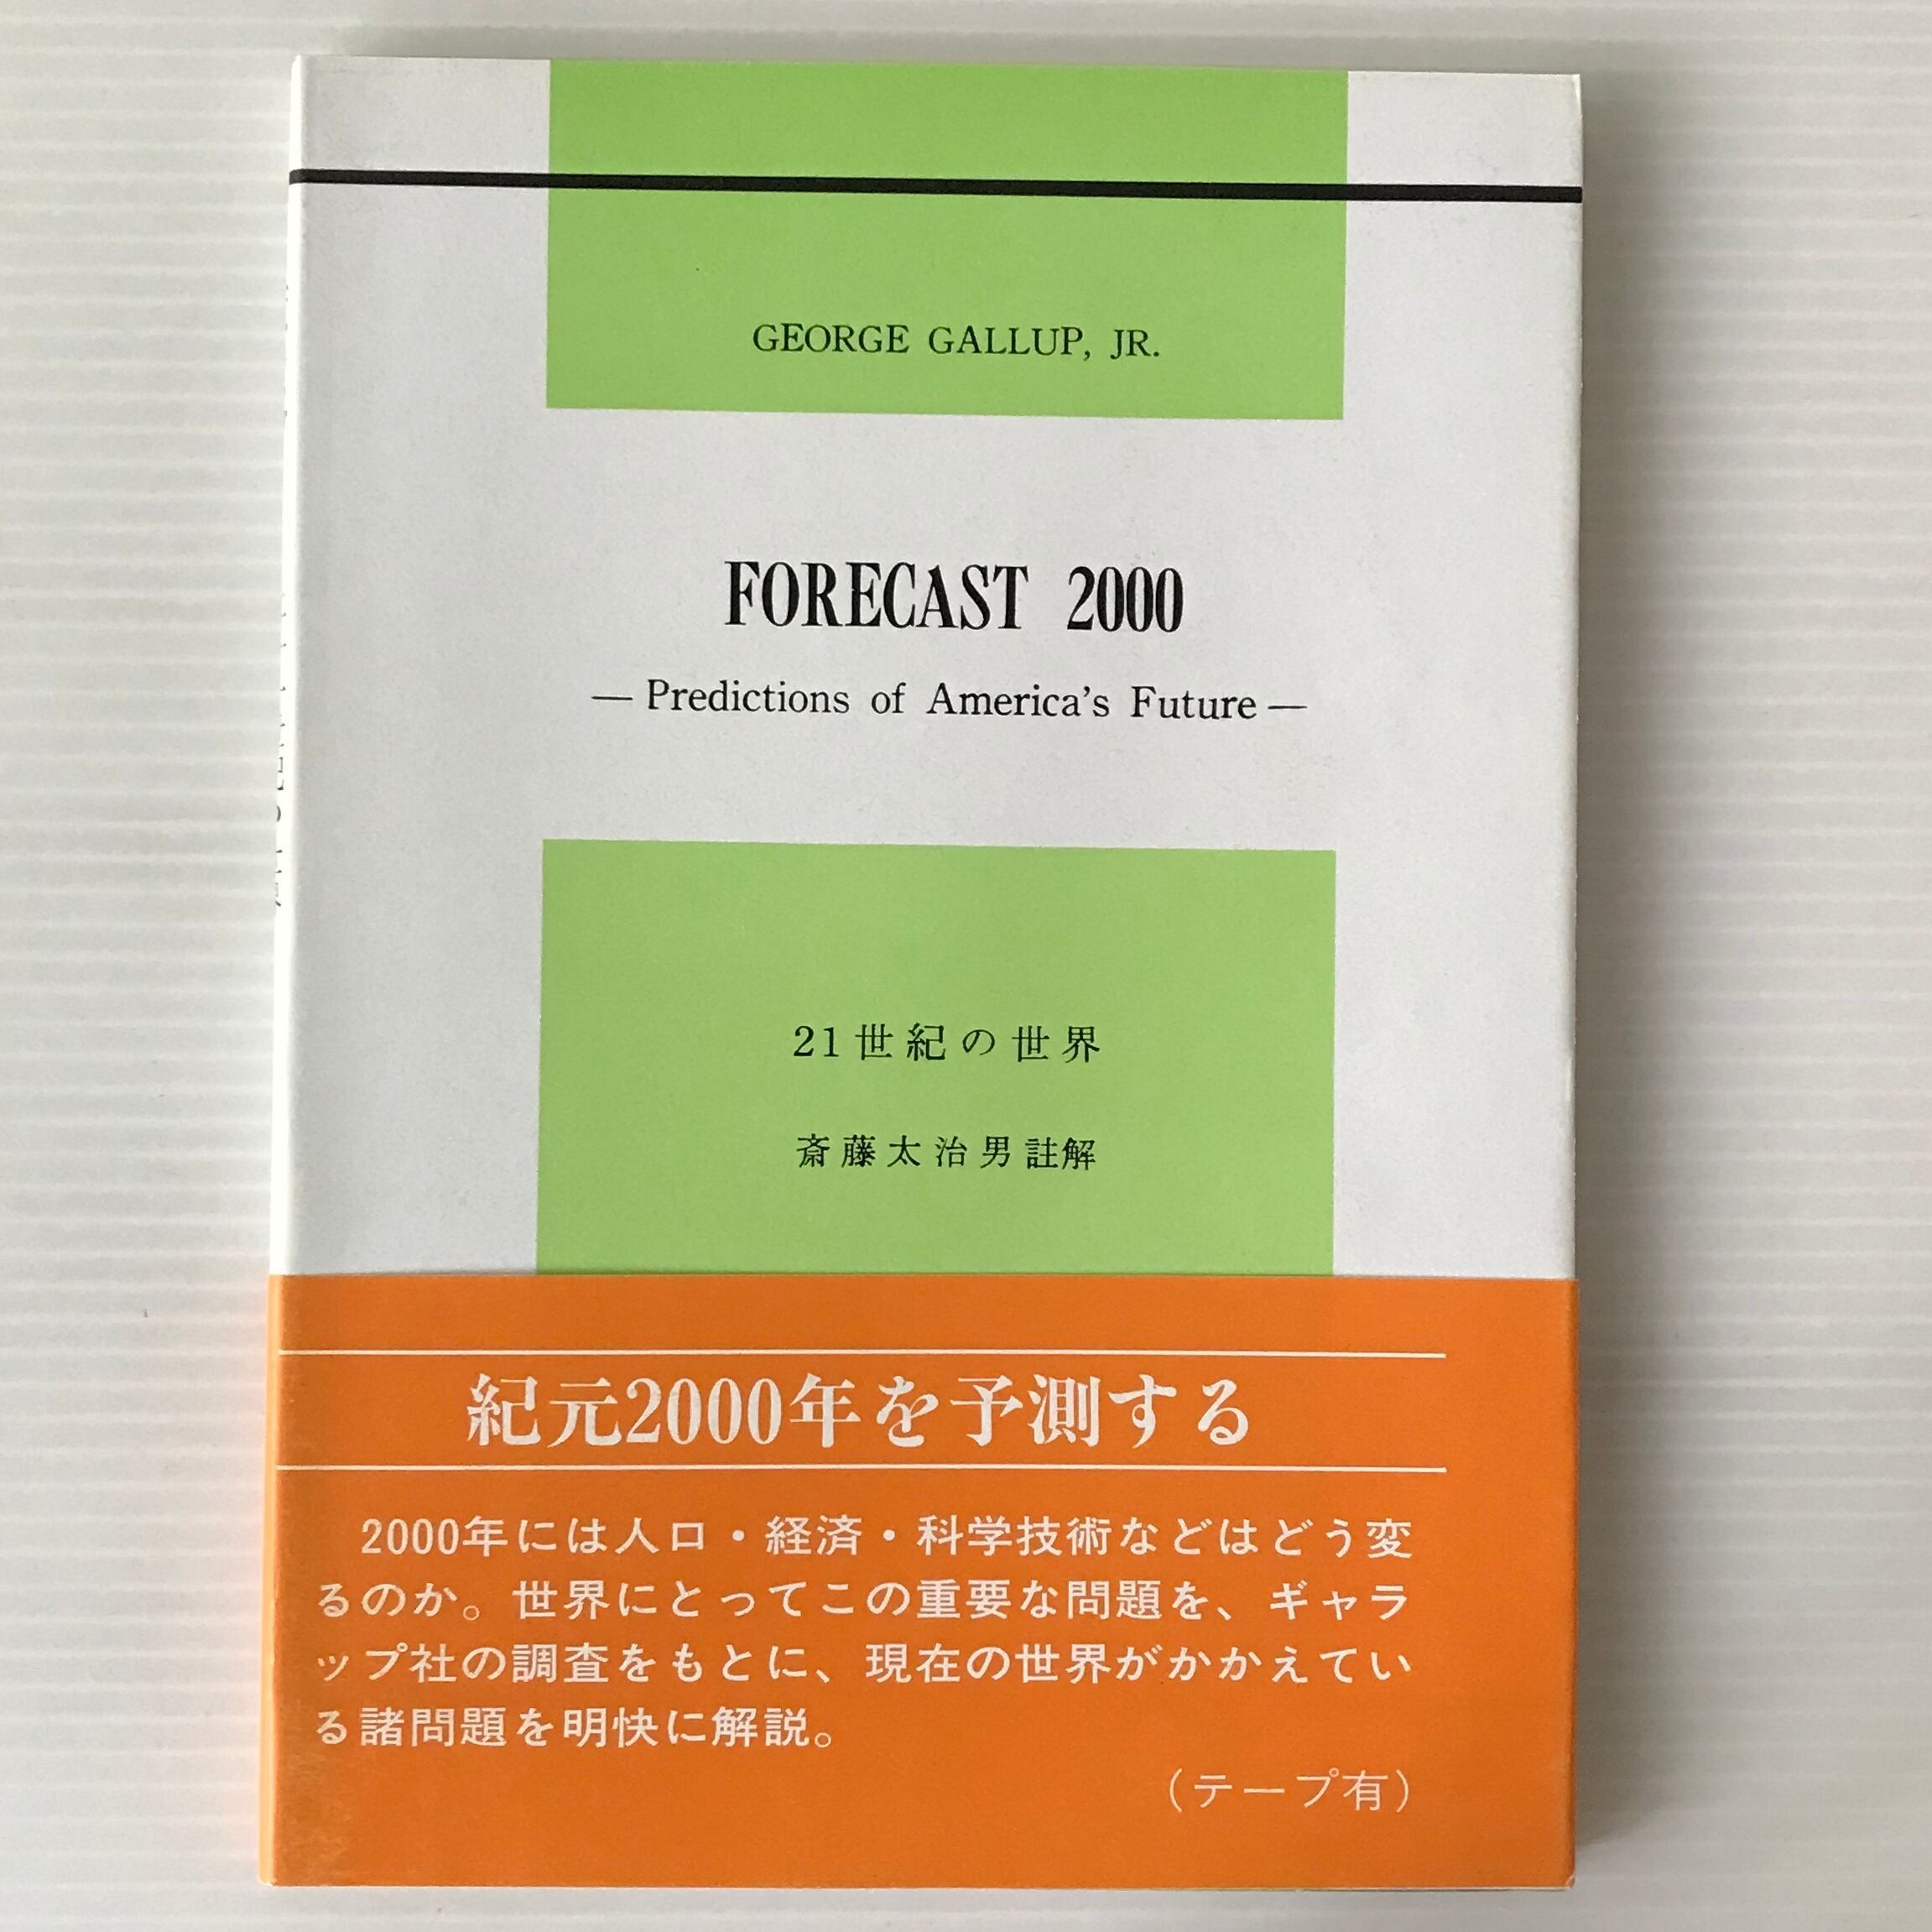 GEORGE GALLUP, JR.
FORECAST 2000
— Predictions of America's Future —
21世紀の世界
斎藤太治男註解
紀元2000年を予測する
2000年には人口・経済・科学技術などはどう変
るのか。世界にとってこの重要な問題を、ギャラ
ップ社の調査をもとに、現在の世界がかかえてい
る諸問題を明快に解説。
（テープ有）